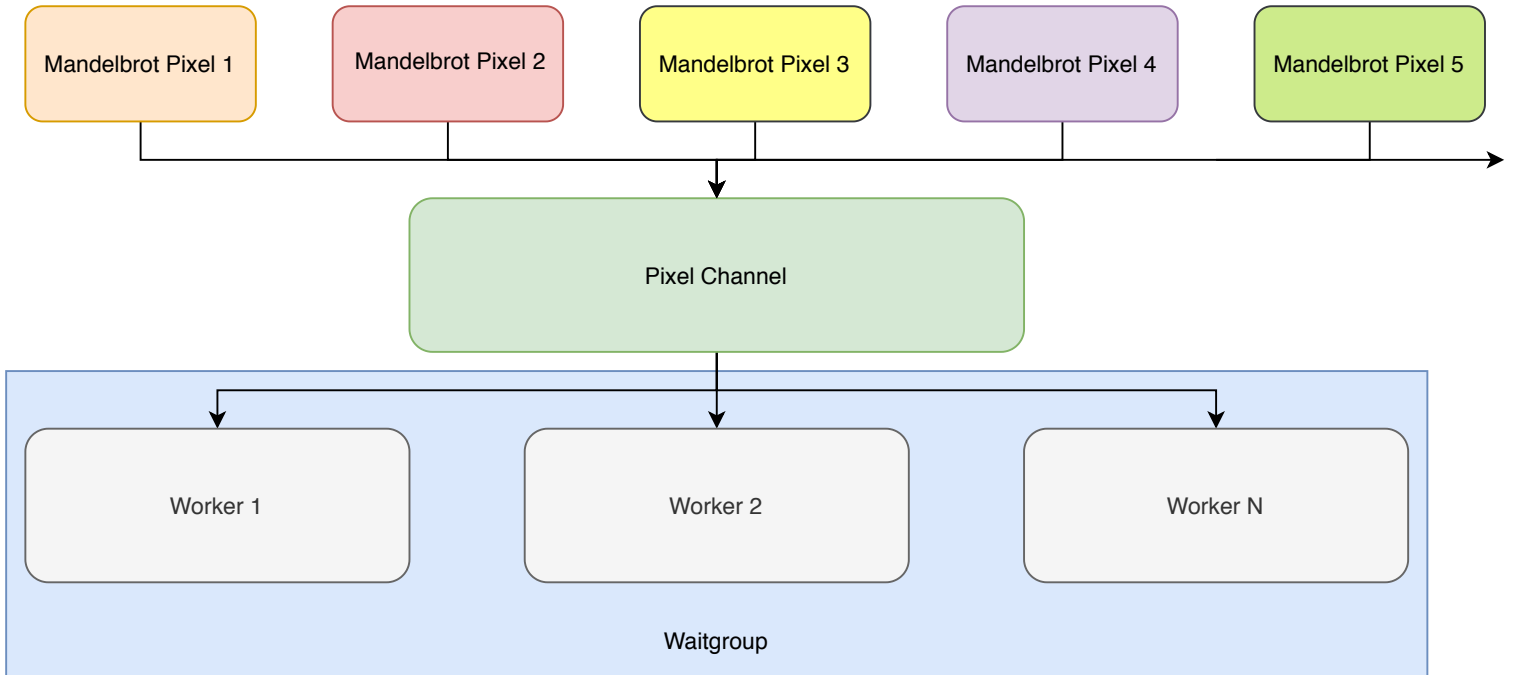 Mandelbrot Pixel 1
Mandelbrot Pixel 2
Mandelbrot Pixel 3
Mandelbrot Pixel 4
Mandelbrot Pixel 5
Pixel Channel
Worker 1
Worker 2
Worker N
Waitgroup